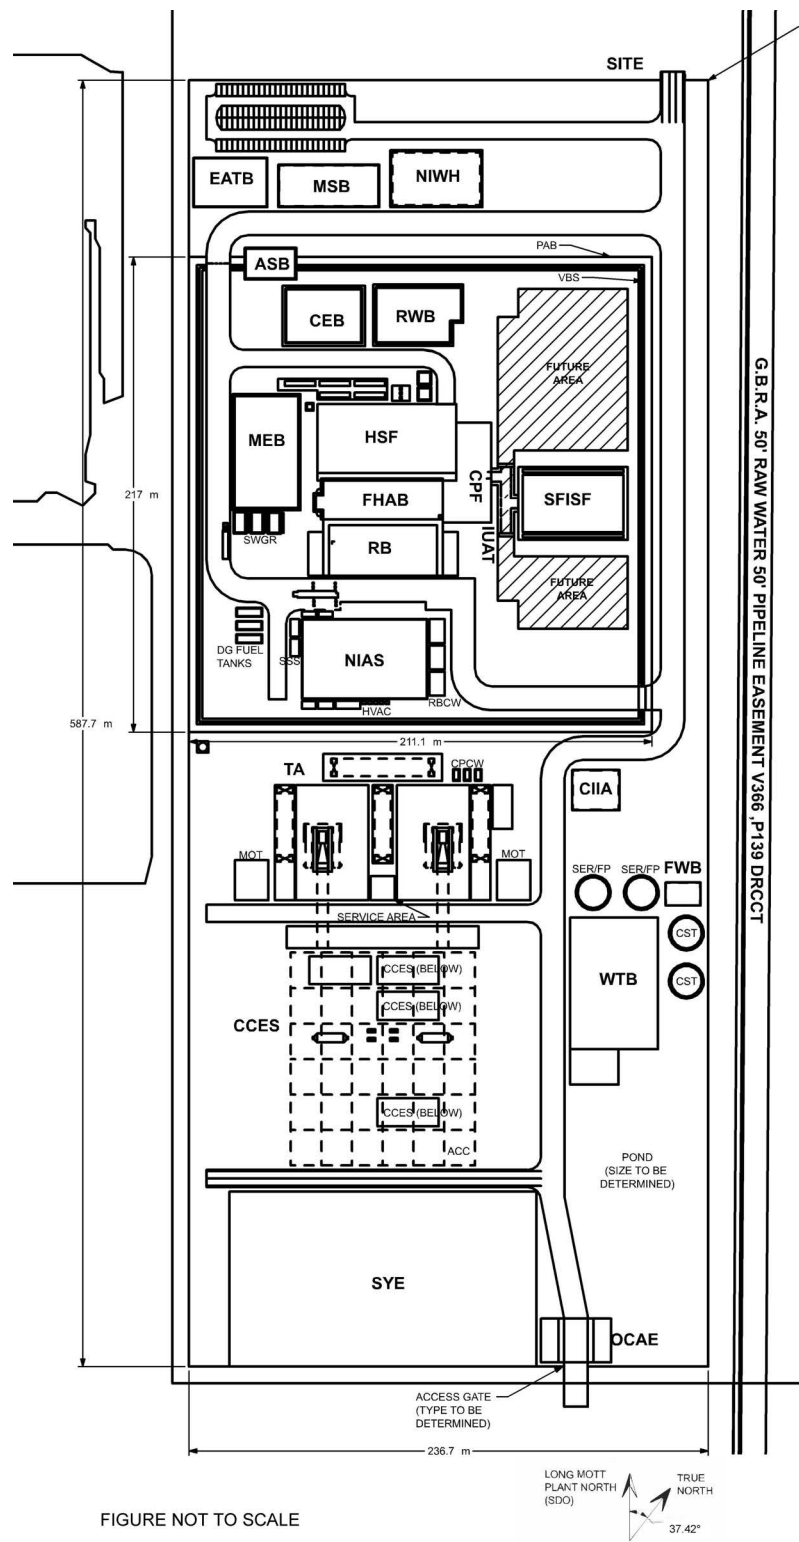 SITE
EATB
MSB
NIWH
PAB
ASB
VBS
CEB
RWB
FUTURE
AREA
MEB
HSF
CPF
SFISF
217 m
FHAB
SWGR
RB
IUAT
FUTURE
AREA
DG FUEL
TANKS
SSS
NIAS
RBCW
HVAC
587.7 m
211.1 m
TA
CPCW
CIIA
G.B.R.A. 50' RAW WATER 50' PIPELINE EASEMENT V366 ,P139 DRCCT
MOT
MOT
SER/FP
SER/FP
FWB
SERVICE AREA
CST
CCES (BELOW)
WTB
CST
CCES (BELOW)
CCES
CCES (BELOW)
ACC
POND
(SIZE TO BE
DETERMINED)
SYE
OCAE
ACCESS GATE
(TYPE TO BE
DETERMINED)
236.7 m
LONG MOTT
PLANT NORTH
(SDO)
TRUE
NORTH
37.42°
FIGURE NOT TO SCALE